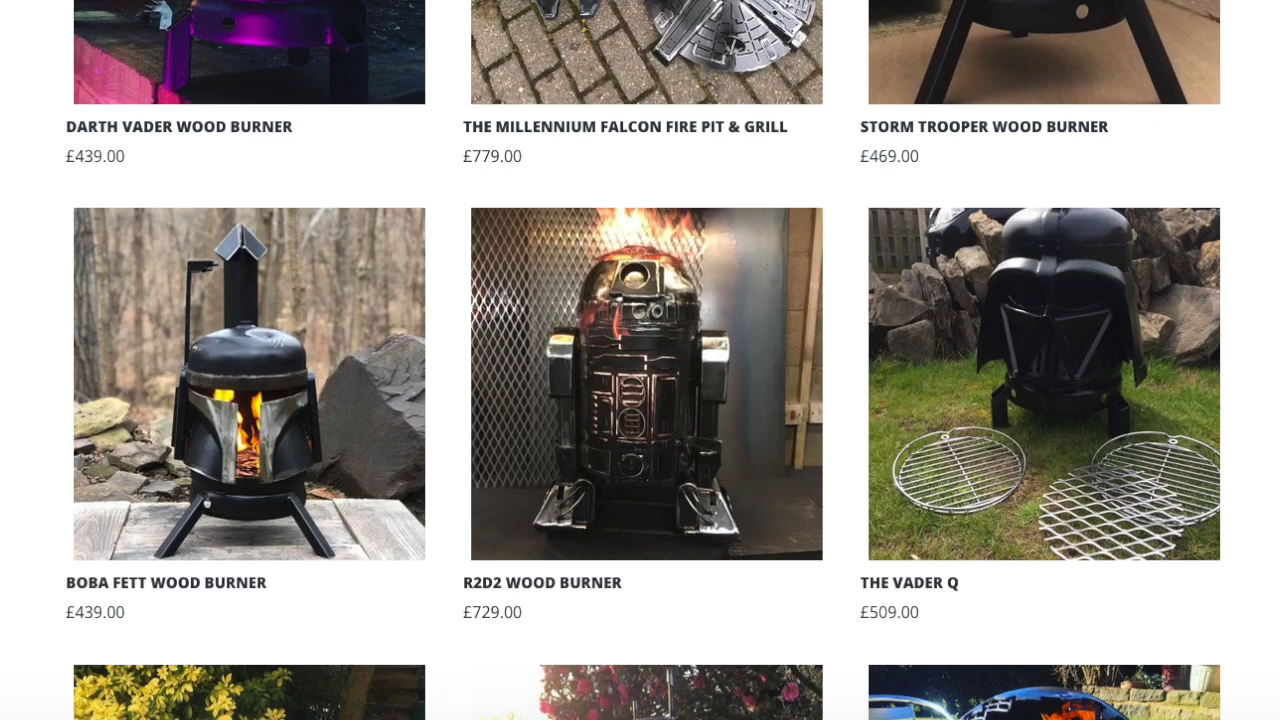 DARTH VADER WOOD BURNER
£439.00
THE MILLENNIUM FALCON FIRE PIT & GRILL
£779.00
STORM TROOPER WOOD BURNER
£469.00
BOBA FETT WOOD BURNER
£439.00
R2D2 WOOD BURNER
£729.00
THE VADER Q
£509.00